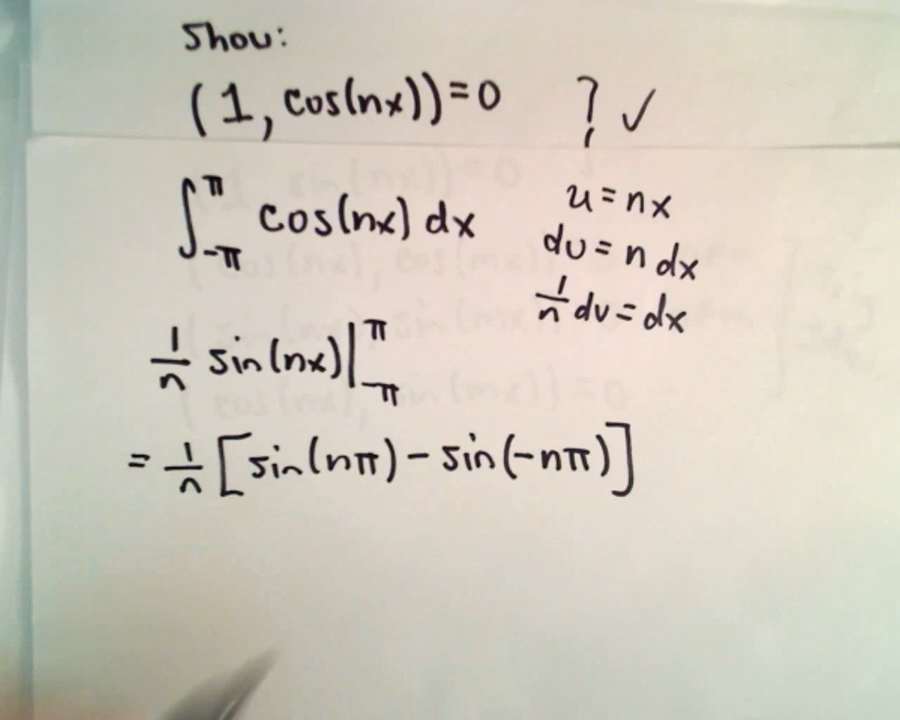 Show:
(1, cos(nx)) = 0 ? ✓
∫_{-π}^{π} cos(nx) dx
u = nx
du = n dx
1/n du = dx
1/n sin(nx)|_{-π}^{π}
= 1/n [sin(nπ) - sin(-nπ)]